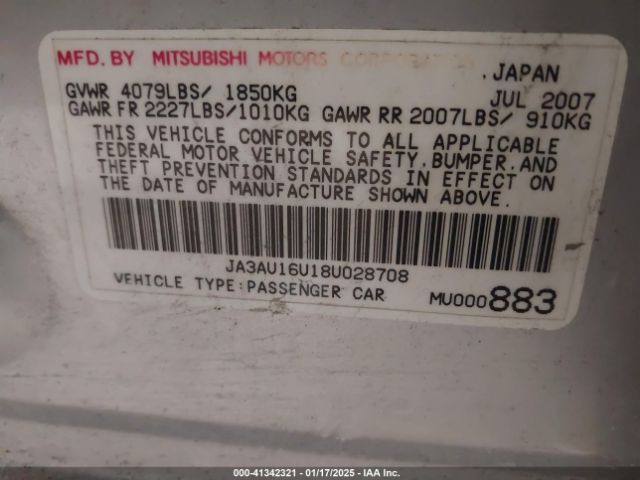 MFD. BY MITSUBISHI MOTORS CORPORATION, JAPAN
GVWR 4079LBS/ 1850KG JUL 2007
GAWR FR 2227LBS/1010KG GAWR RR 2007LBS/ 910KG
THIS VEHICLE CONFORMS TO ALL APPLICABLE
FEDERAL MOTOR VEHICLE SAFETY, BUMPER, AND
THEFT PREVENTION STANDARDS IN EFFECT ON
THE DATE OF MANUFACTURE SHOWN ABOVE.
JA3AU16U18U028708
VEHICLE TYPE:PASSENGER CAR MU000883
000-41342321 - 01/17/2025 - IAA Inc.